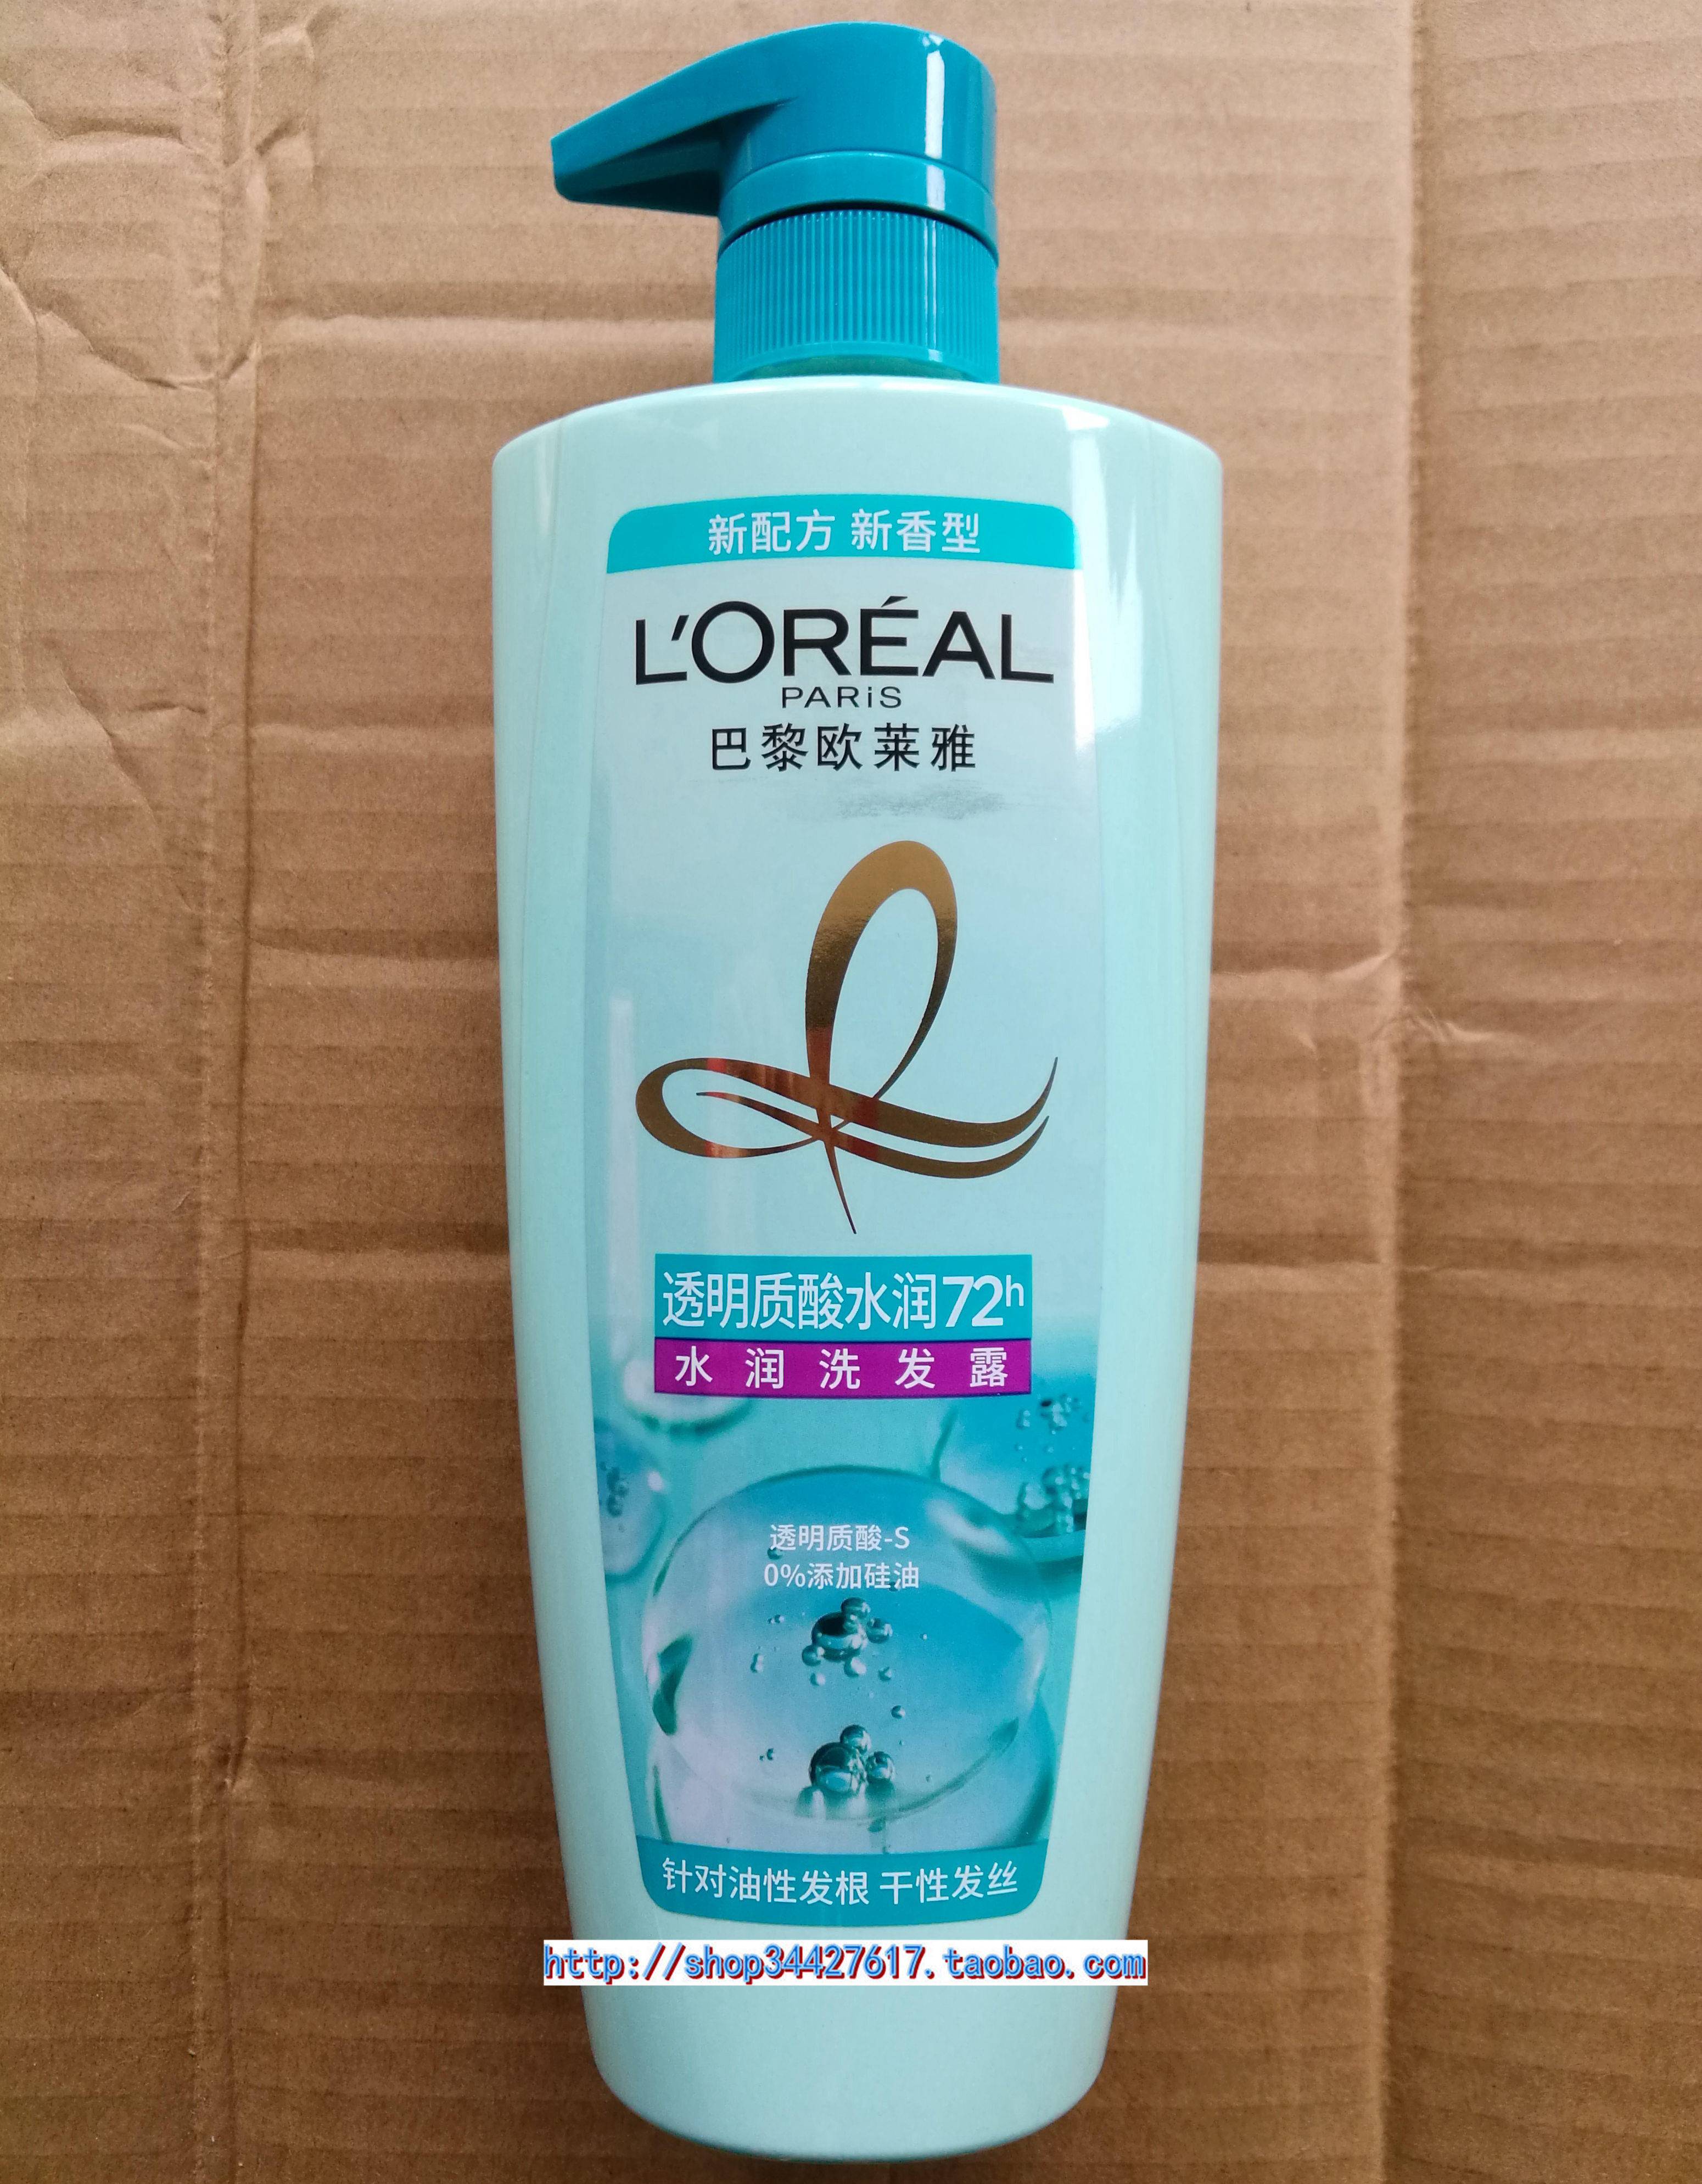 新配方 新香型
L'ORÉAL
PARiS
巴黎欧莱雅
透明质酸水润72h
水润洗发露
透明质酸-S
0%添加硅油
针对油性发根 干性发丝
http://shop34427617.taobao.com